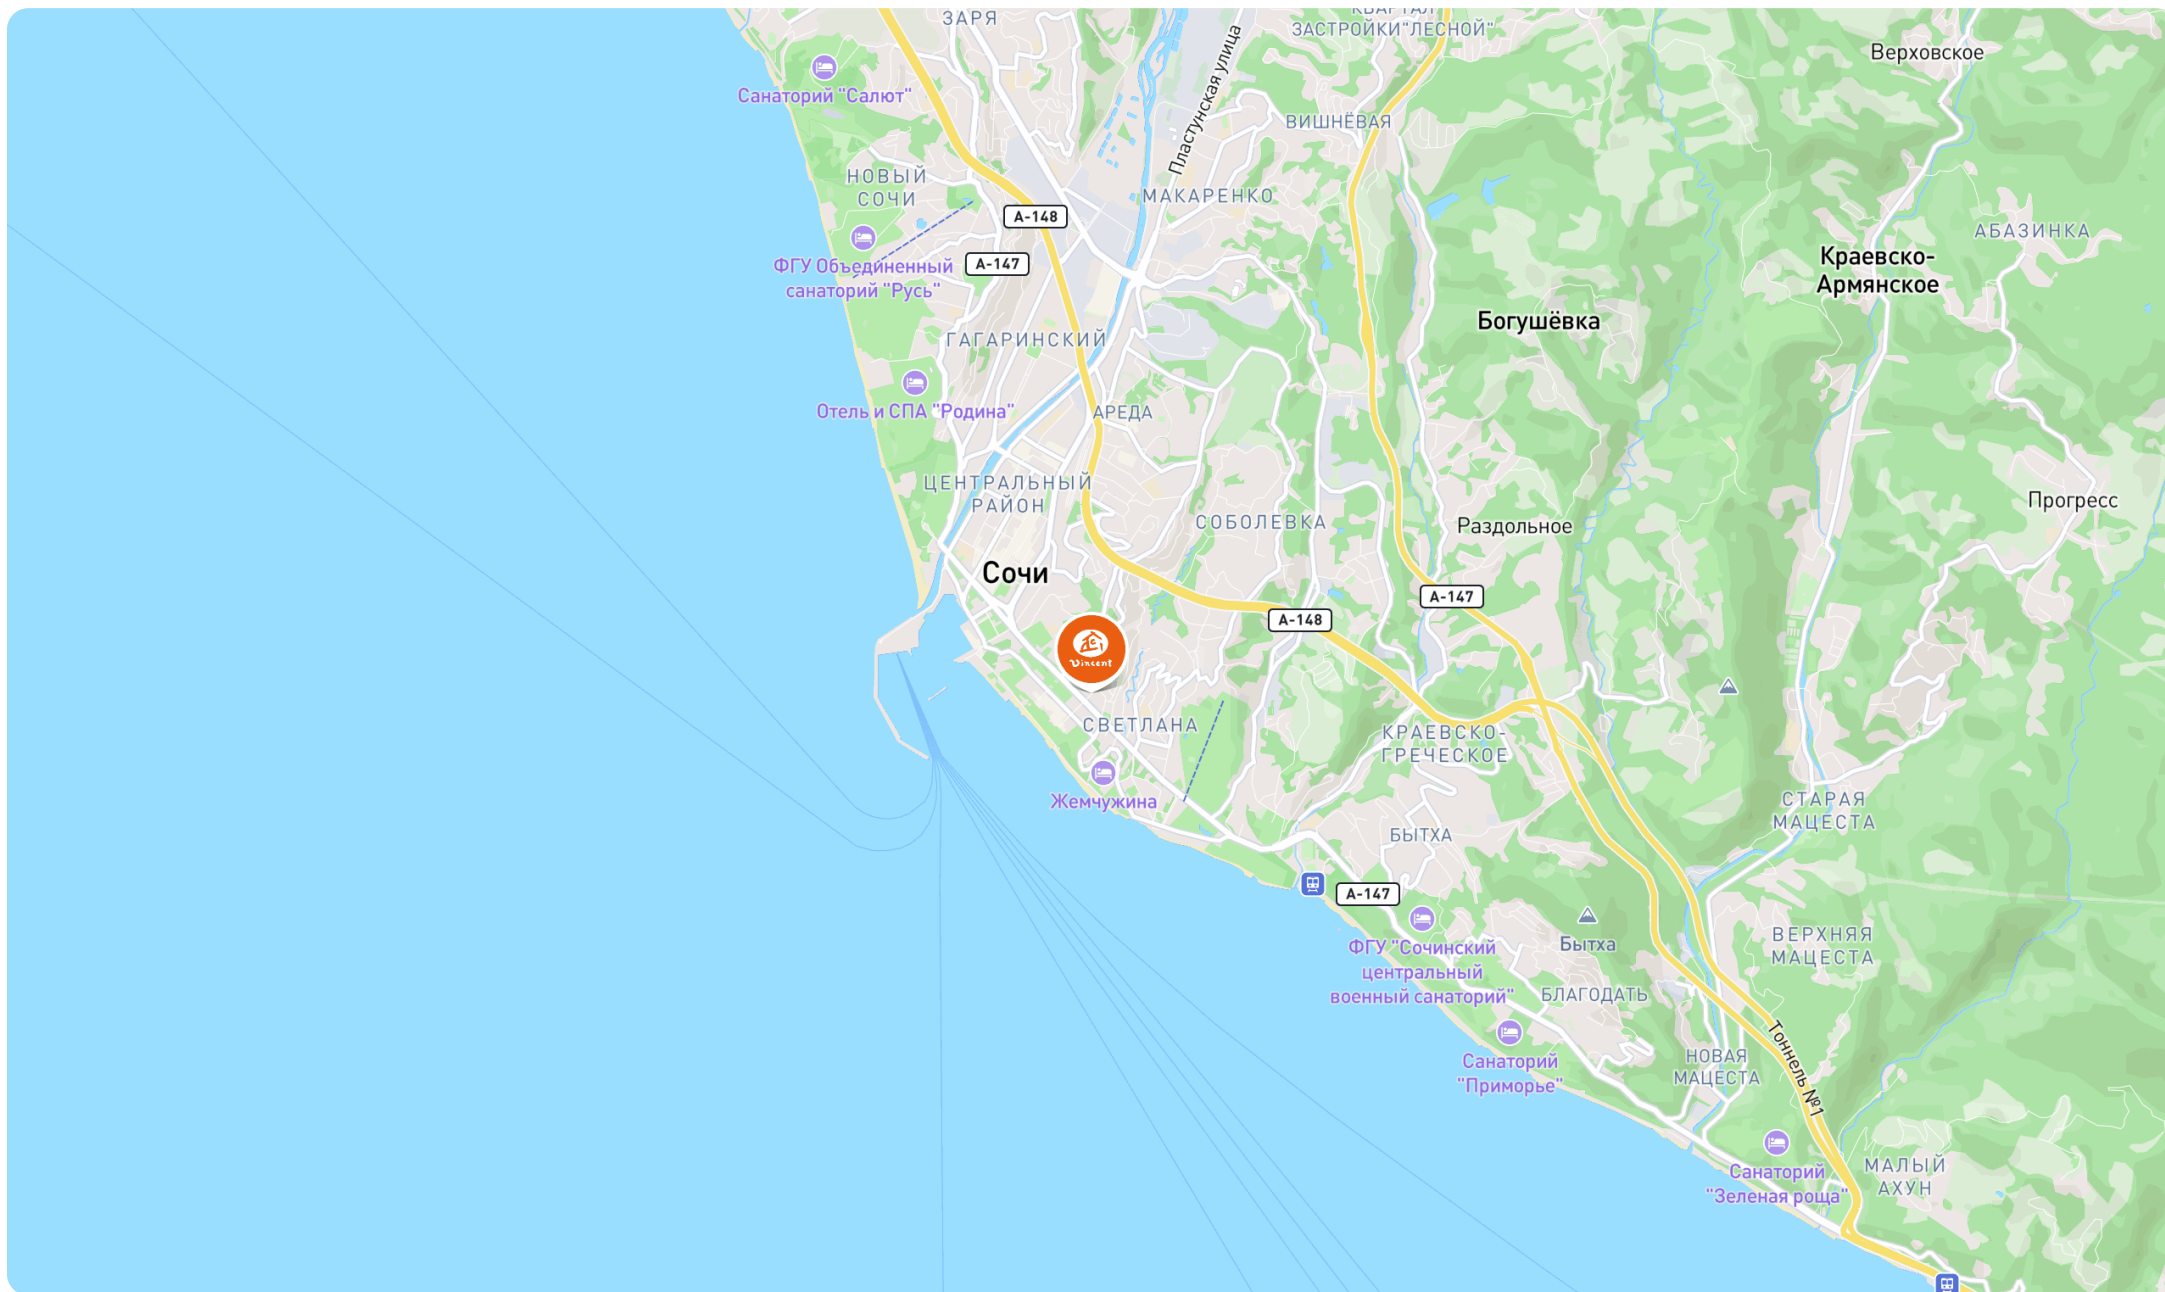 ЗАРЯ
КВАРТАЛ
ЗАСТРОЙКИ"ЛЕСНОЙ"
Верховское
Санаторий "Салют"
Пластунская улица
ВИШНЁВАЯ
НОВЫЙ
СОЧИ
МАКАРЕНКО
А-148
АБАЗИНКА
ФГУ Объединенный
санаторий "Русь"
А-147
Краевско-
Армянское
Богушёвка
ГАГАРИНСКИЙ
Отель и СПА "Родина"
АРЕДА
ЦЕНТРАЛЬНЫЙ
РАЙОН
СОБОЛЕВКА
Раздольное
Прогресс
Сочи
А-147
А-148
Vincent
СВЕТЛАНА
КРАЕВСКО-
ГРЕЧЕСКОЕ
Жемчужина
СТАРАЯ
МАЦЕСТА
БЫТХА
А-147
ФГУ "Сочинский
центральный
военный санаторий"
Бытха
ВЕРХНЯЯ
МАЦЕСТА
БЛАГОДАТЬ
Санаторий
"Приморье"
НОВАЯ
МАЦЕСТА
Тоннель №1
Санаторий
"Зеленая роща"
МАЛЫЙ
АХУН